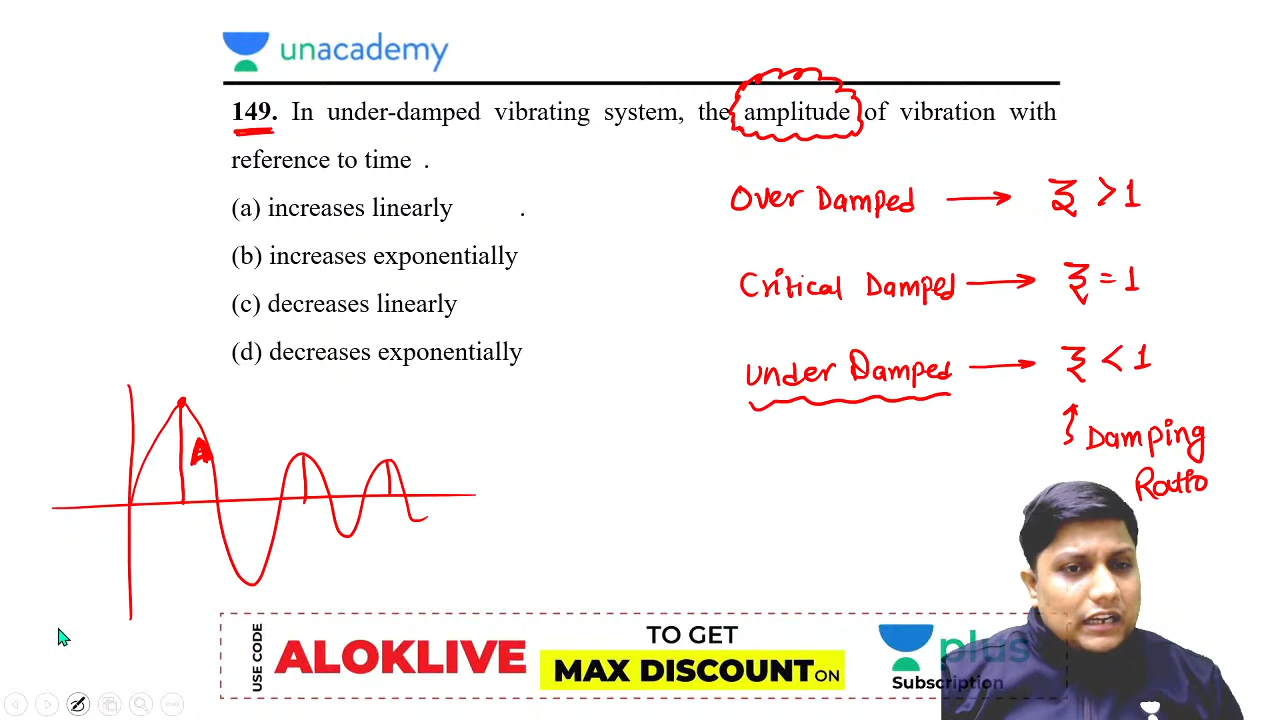 unacademy
149. In under-damped vibrating system, the amplitude of vibration with
reference to time .
(a) increases linearly .
(b) increases exponentially
(c) decreases linearly
(d) decreases exponentially
Over Damped → ξ > 1
Critical Damped → ξ = 1
Under Damped → ξ < 1
Damping
Ratio
A
USE CODE
ALOKLIVE
TO GET
MAX DISCOUNT ON
plus
Subscription